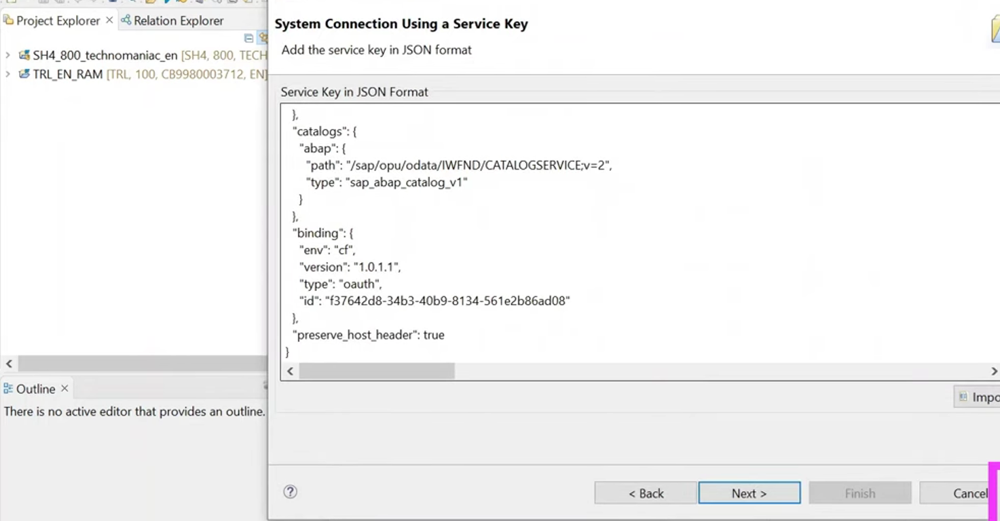 Project Explorer
Relation Explorer
SH4_800_technomaniac_en [SH4, 800, TECH
TRL_EN_RAM [TRL, 100, CB9980003712, EN]
Outline
There is no active editor that provides an outline.
System Connection Using a Service Key
Add the service key in JSON format
Service Key in JSON Format
},
"catalogs": {
"abap": {
"path": "/sap/opu/odata/IWFND/CATALOGSERVICE;v=2",
"type": "sap_abap_catalog_v1"
}
},
"binding": {
"env": "cf",
"version": "1.0.1.1",
"type": "oauth",
"id": "f37642d8-34b3-40b9-8134-561e2b86ad08"
},
"preserve_host_header": true
}
Impo
?
< Back
Next >
Finish
Cancel